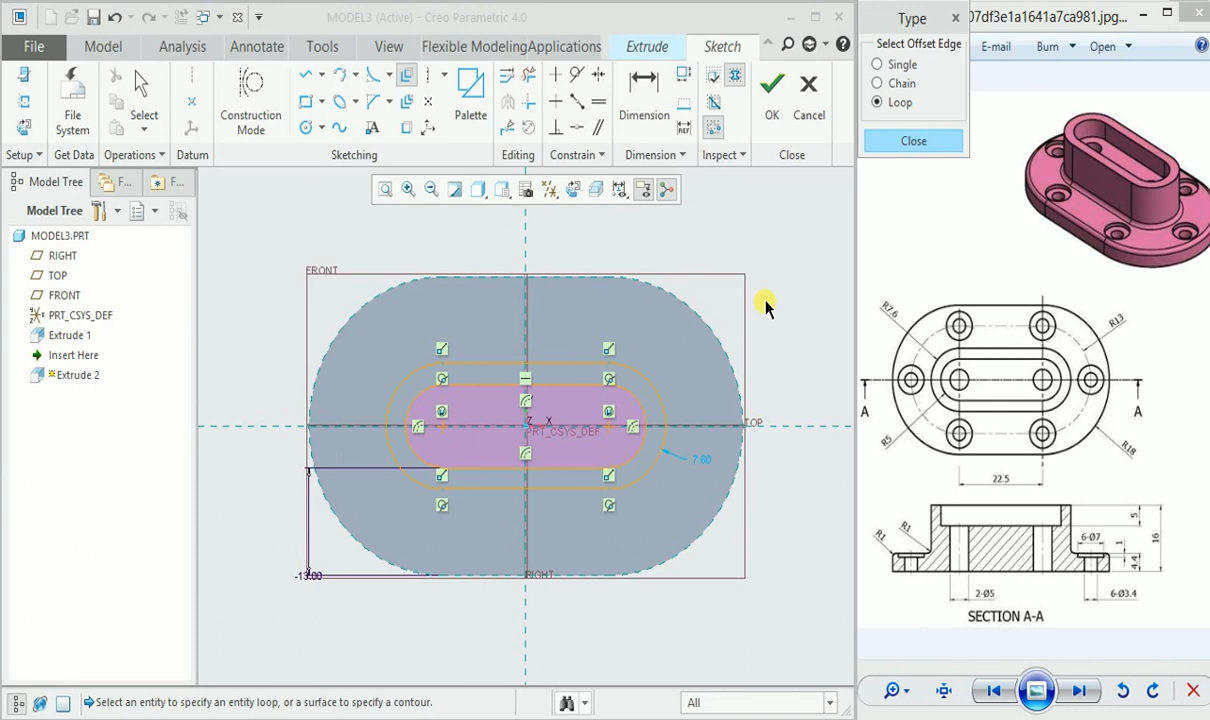 MODEL3 (Active) - Creo Parametric 4.0
File
Model
Analysis
Annotate
Tools
View
Flexible Modeling
Applications
Extrude
Sketch
File System
Select
Construction Mode
Palette
Dimension
OK
Cancel
Setup
Get Data
Operations
Datum
Sketching
Editing
Constrain
Dimension
Inspect
Close
Model Tree
F...
F...
Model Tree
MODEL3.PRT
RIGHT
TOP
FRONT
PRT_CSYS_DEF
Extrude 1
Insert Here
Extrude 2
FRONT
Z
X
TOP
PRT_CSYS_DEF
7.60
-13.00
RIGHT
Select an entity to specify an entity loop, or a surface to specify a contour.
All
Type
Select Offset Edge
Single
Chain
Loop
Close
07df3e1a1641a7ca981.jpg...
E-mail
Burn
Open
R7.6
R13
A
A
R5
R18
22.5
R1
R1
6-Ø7
5
1
16
4.4
2-Ø5
6-Ø3.4
SECTION A-A